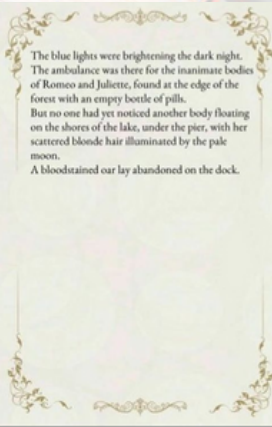 The blue lights were brightening the dark night.
The ambulance was there for the inanimate bodies
of Romeo and Juliette, found at the edge of the
forest with an empty bottle of pills.
But no one had yet noticed another body floating
on the shores of the lake, under the pier, with her
scattered blonde hair illuminated by the pale
moon.
A bloodstained oar lay abandoned on the dock.